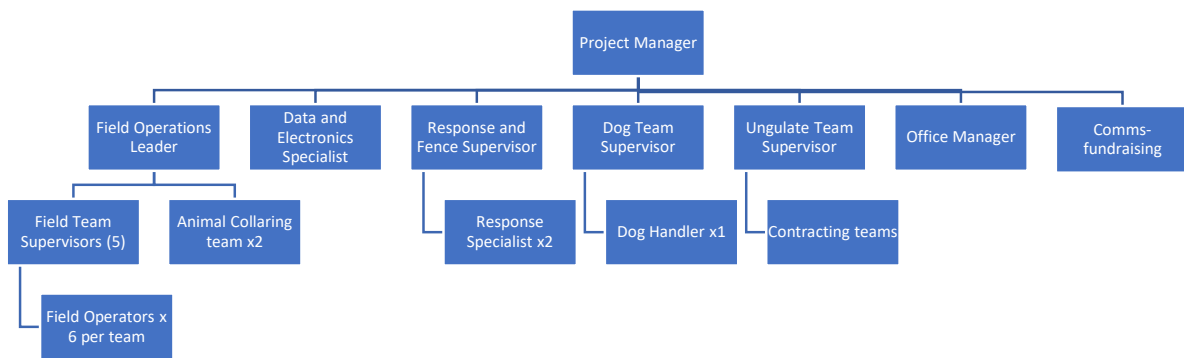 Project Manager
Field Operations
Leader
Data and
Electronics
Specialist
Response and
Fence Supervisor
Dog Team
Supervisor
Ungulate Team
Supervisor
Office Manager
Comms-
fundraising
Field Team
Supervisors (5)
Animal Collaring
team x2
Response
Specialist x2
Dog Handler x1
Contracting teams
Field Operators x
6 per team